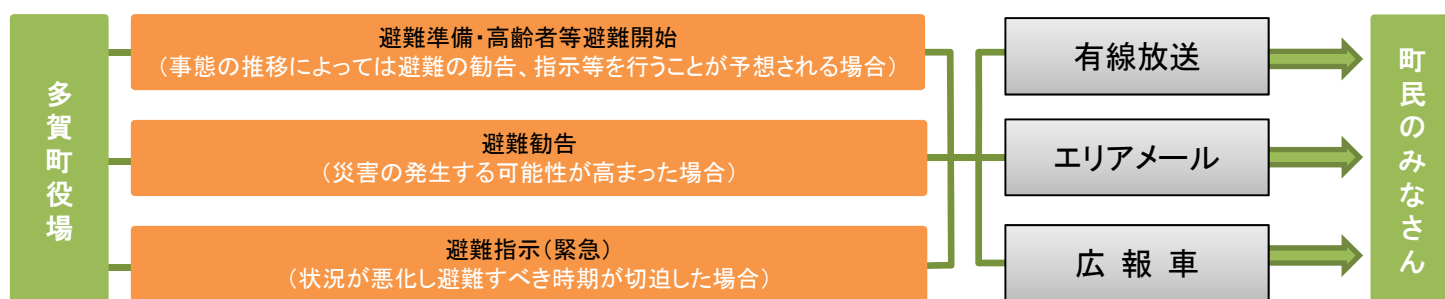 多賀町役場
避難準備・高齢者等避難開始
（事態の推移によっては避難の勧告、指示等を行うことが予想される場合）
避難勧告
（災害の発生する可能性が高まった場合）
避難指示（緊急）
（状況が悪化し避難すべき時期が切迫した場合）
有線放送
エリアメール
広報車
町民のみなさん